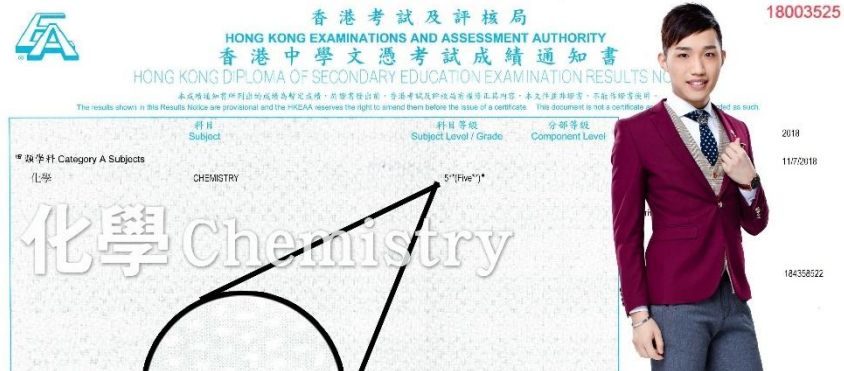 香港考試及評核局
18003525
HONG KONG EXAMINATIONS AND ASSESSMENT AUTHORITY
香港中學文憑考試成績通知書
HONG KONG DIPLOMA OF SECONDARY EDUCATION EXAMINATION RESULTS NO
The results shown in this Results Notice are provisional and the HKEAA reserves the right to amend them before the issue of a certificate. This document is not a certificate
科目 科目等級 分部等級
Subject Subject Level / Grade Component Level
2018
甲類學科 Category A Subjects
11/7/2018
化學 CHEMISTRY 5**(Five**)*
化學 Chemistry
184358522